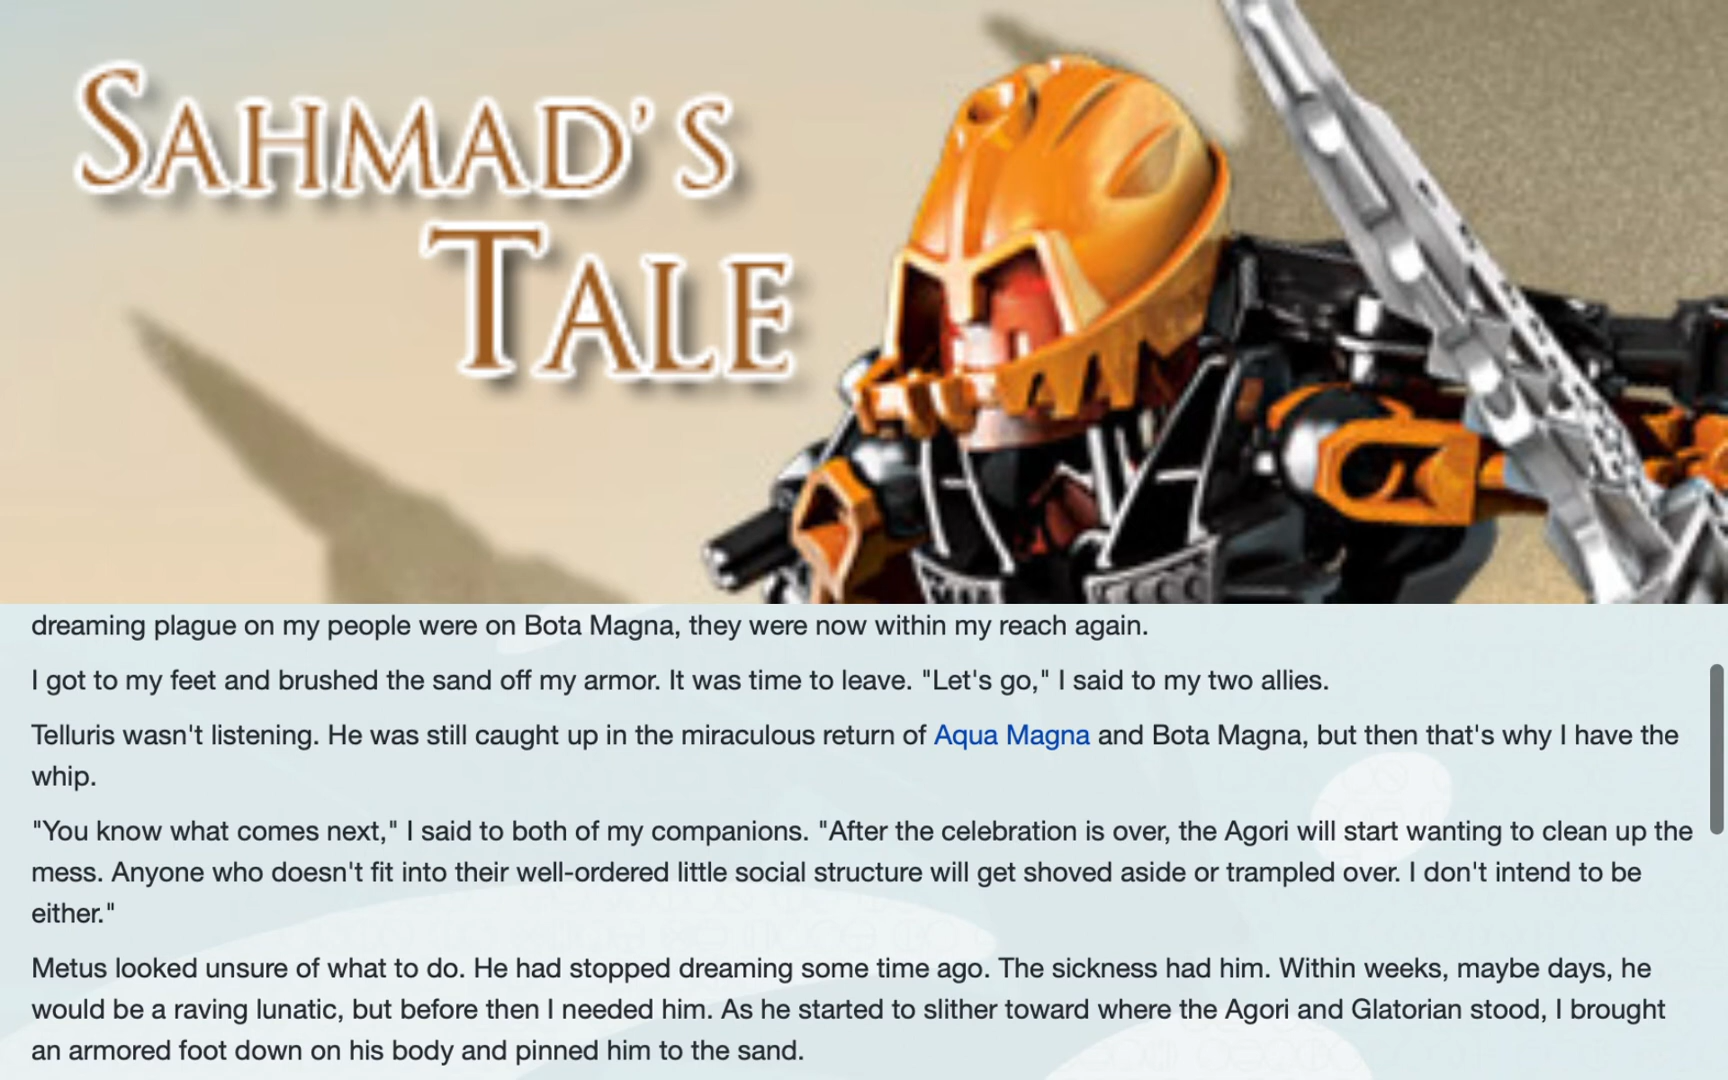 SAHMAD'S
TALE
dreaming plague on my people were on Bota Magna, they were now within my reach again.
I got to my feet and brushed the sand off my armor. It was time to leave. "Let's go," I said to my two allies.
Telluris wasn't listening. He was still caught up in the miraculous return of Aqua Magna and Bota Magna, but then that's why I have the
whip.
"You know what comes next," I said to both of my companions. "After the celebration is over, the Agori will start wanting to clean up the
mess. Anyone who doesn't fit into their well-ordered little social structure will get shoved aside or trampled over. I don't intend to be
either."
Metus looked unsure of what to do. He had stopped dreaming some time ago. The sickness had him. Within weeks, maybe days, he
would be a raving lunatic, but before then I needed him. As he started to slither toward where the Agori and Glatorian stood, I brought
an armored foot down on his body and pinned him to the sand.